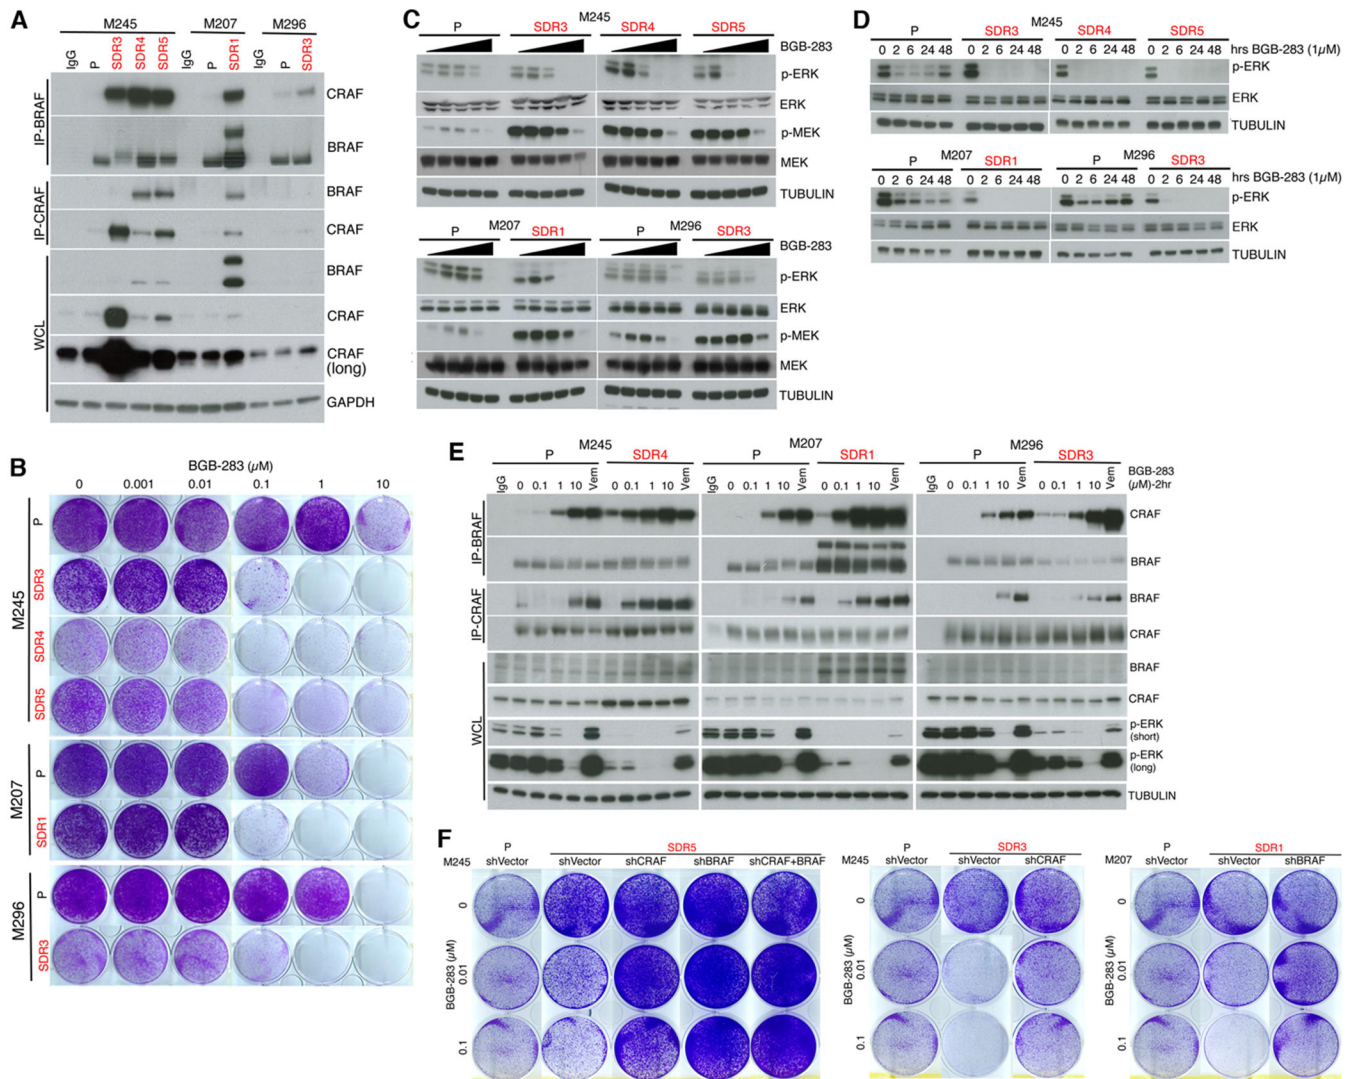 A
M245 M207 M296
IgG P SDR3 SDR4 SDR5 IgG P SDR1 IgG P SDR3
IP-BRAF
CRAF
BRAF
IP-CRAF
BRAF
CRAF
WCL
BRAF
CRAF
CRAF
(long)
GAPDH
B
BGB-283 (µM)
0 0.001 0.01 0.1 1 10
M245
P
SDR3
SDR4
SDR5
M207
P
SDR1
M296
P
SDR3
C
M245
P SDR3 SDR4 SDR5
BGB-283
p-ERK
ERK
p-MEK
MEK
TUBULIN
M207 M296
P SDR1 P SDR3
BGB-283
p-ERK
ERK
p-MEK
MEK
TUBULIN
D
M245
P SDR3 SDR4 SDR5
0 2 6 24 48 0 2 6 24 48 0 2 6 24 48 0 2 6 24 48 hrs BGB-283 (1µM)
p-ERK
ERK
TUBULIN
M207 M296
P SDR1 P SDR3
0 2 6 24 48 0 2 6 24 48 0 2 6 24 48 0 2 6 24 48 hrs BGB-283 (1µM)
p-ERK
ERK
TUBULIN
E
M245 M207 M296
P SDR4 P SDR1 P SDR3
IgG 0 0.1 1 10 Vem 0 0.1 1 10 Vem IgG 0 0.1 1 10 Vem 0 0.1 1 10 Vem IgG 0 0.1 1 10 Vem 0 0.1 1 10 Vem
BGB-283
(µM)-2hr
IP-BRAF
CRAF
BRAF
IP-CRAF
BRAF
CRAF
WCL
BRAF
CRAF
p-ERK
(short)
p-ERK
(long)
TUBULIN
F
P SDR5
M245 shVector shVector shCRAF shBRAF shCRAF+BRAF
BGB-283 (µM)
0
0.01
0.1
P SDR3
M245 shVector shVector shCRAF
BGB-283 (µM)
0
0.01
0.1
P SDR1
M207 shVector shVector shBRAF
BGB-283 (µM)
0
0.01
0.1